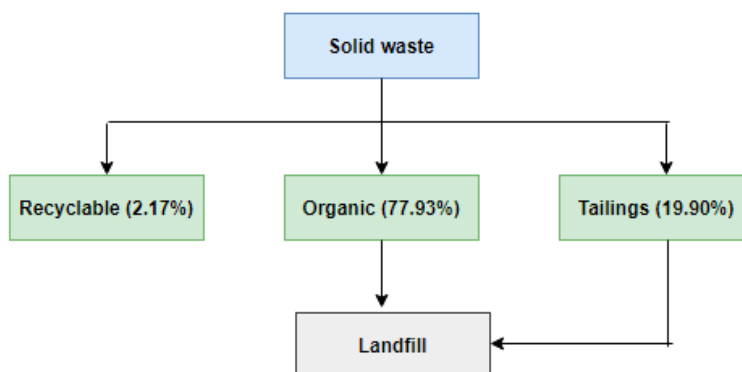 Solid waste
Recyclable (2.17%)
Organic (77.93%)
Tailings (19.90%)
Landfill